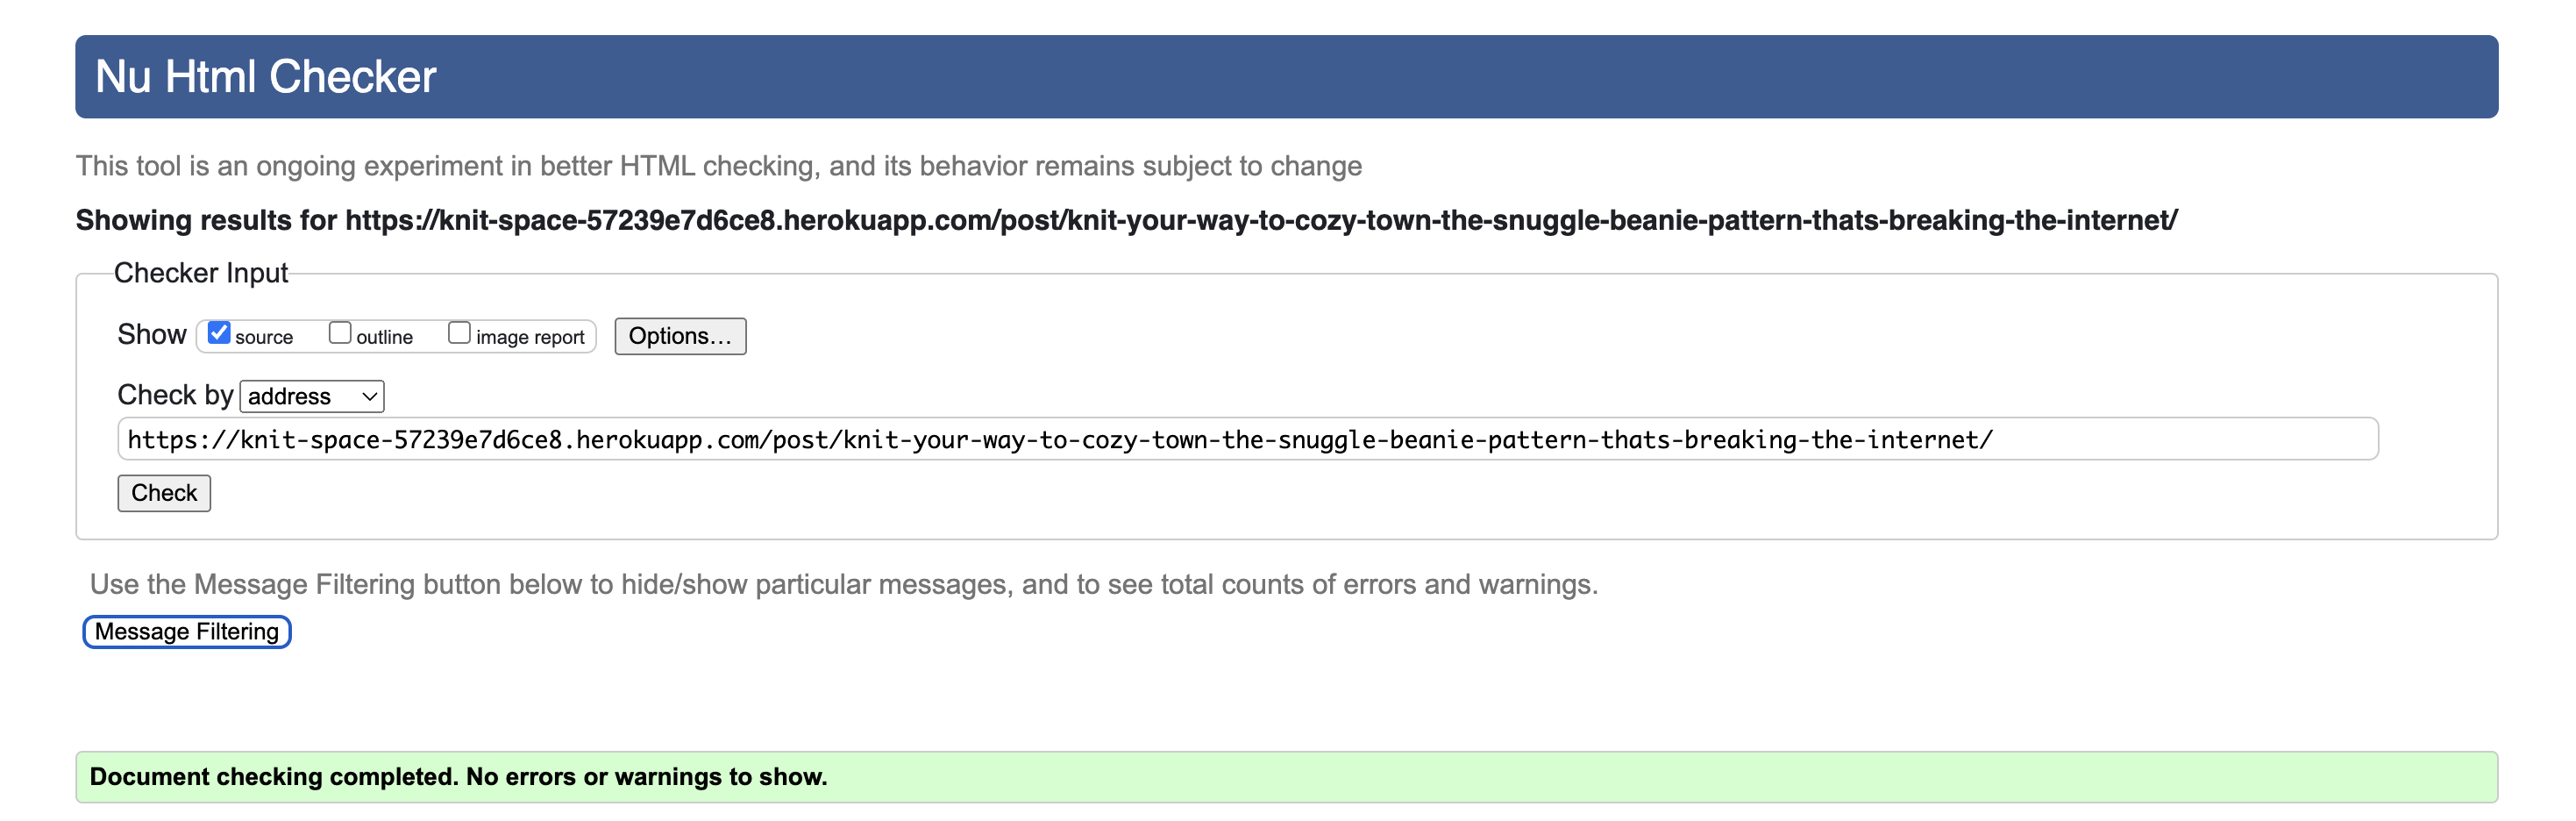 Nu Html Checker
This tool is an ongoing experiment in better HTML checking, and its behavior remains subject to change
Showing results for https://knit-space-57239e7d6ce8.herokuapp.com/post/knit-your-way-to-cozy-town-the-snuggle-beanie-pattern-thats-breaking-the-internet/
Checker Input
Show source outline image report Options...
Check by address
https://knit-space-57239e7d6ce8.herokuapp.com/post/knit-your-way-to-cozy-town-the-snuggle-beanie-pattern-thats-breaking-the-internet/
Check
Use the Message Filtering button below to hide/show particular messages, and to see total counts of errors and warnings.
Message Filtering
Document checking completed. No errors or warnings to show.